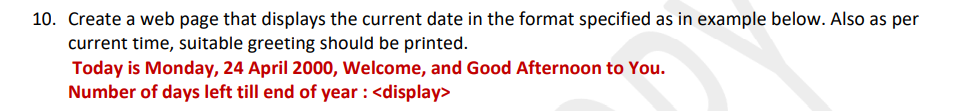 10. Create a web page that displays the current date in the format specified as in example below. Also as per
current time, suitable greeting should be printed.
Today is Monday, 24 April 2000, Welcome, and Good Afternoon to You.
Number of days left till end of year : <display>